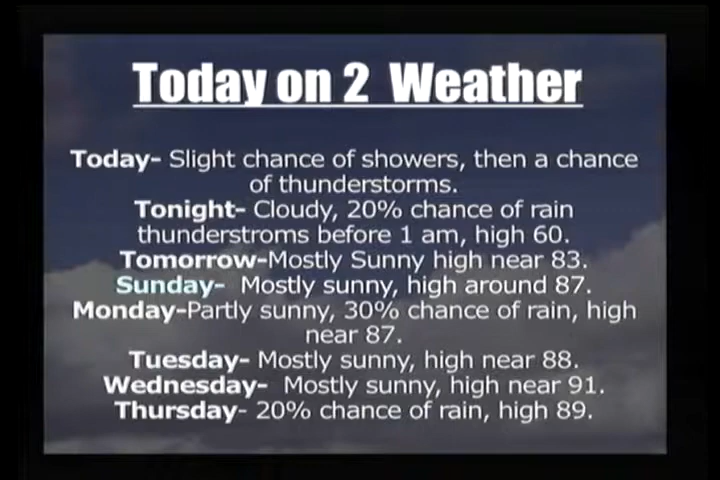 Today on 2 Weather
Today- Slight chance of showers, then a chance
of thunderstorms.
Tonight- Cloudy, 20% chance of rain
thunderstroms before 1 am, high 60.
Tomorrow-Mostly Sunny high near 83.
Sunday- Mostly sunny, high around 87.
Monday-Partly sunny, 30% chance of rain, high
near 87.
Tuesday- Mostly sunny, high near 88.
Wednesday- Mostly sunny, high near 91.
Thursday- 20% chance of rain, high 89.